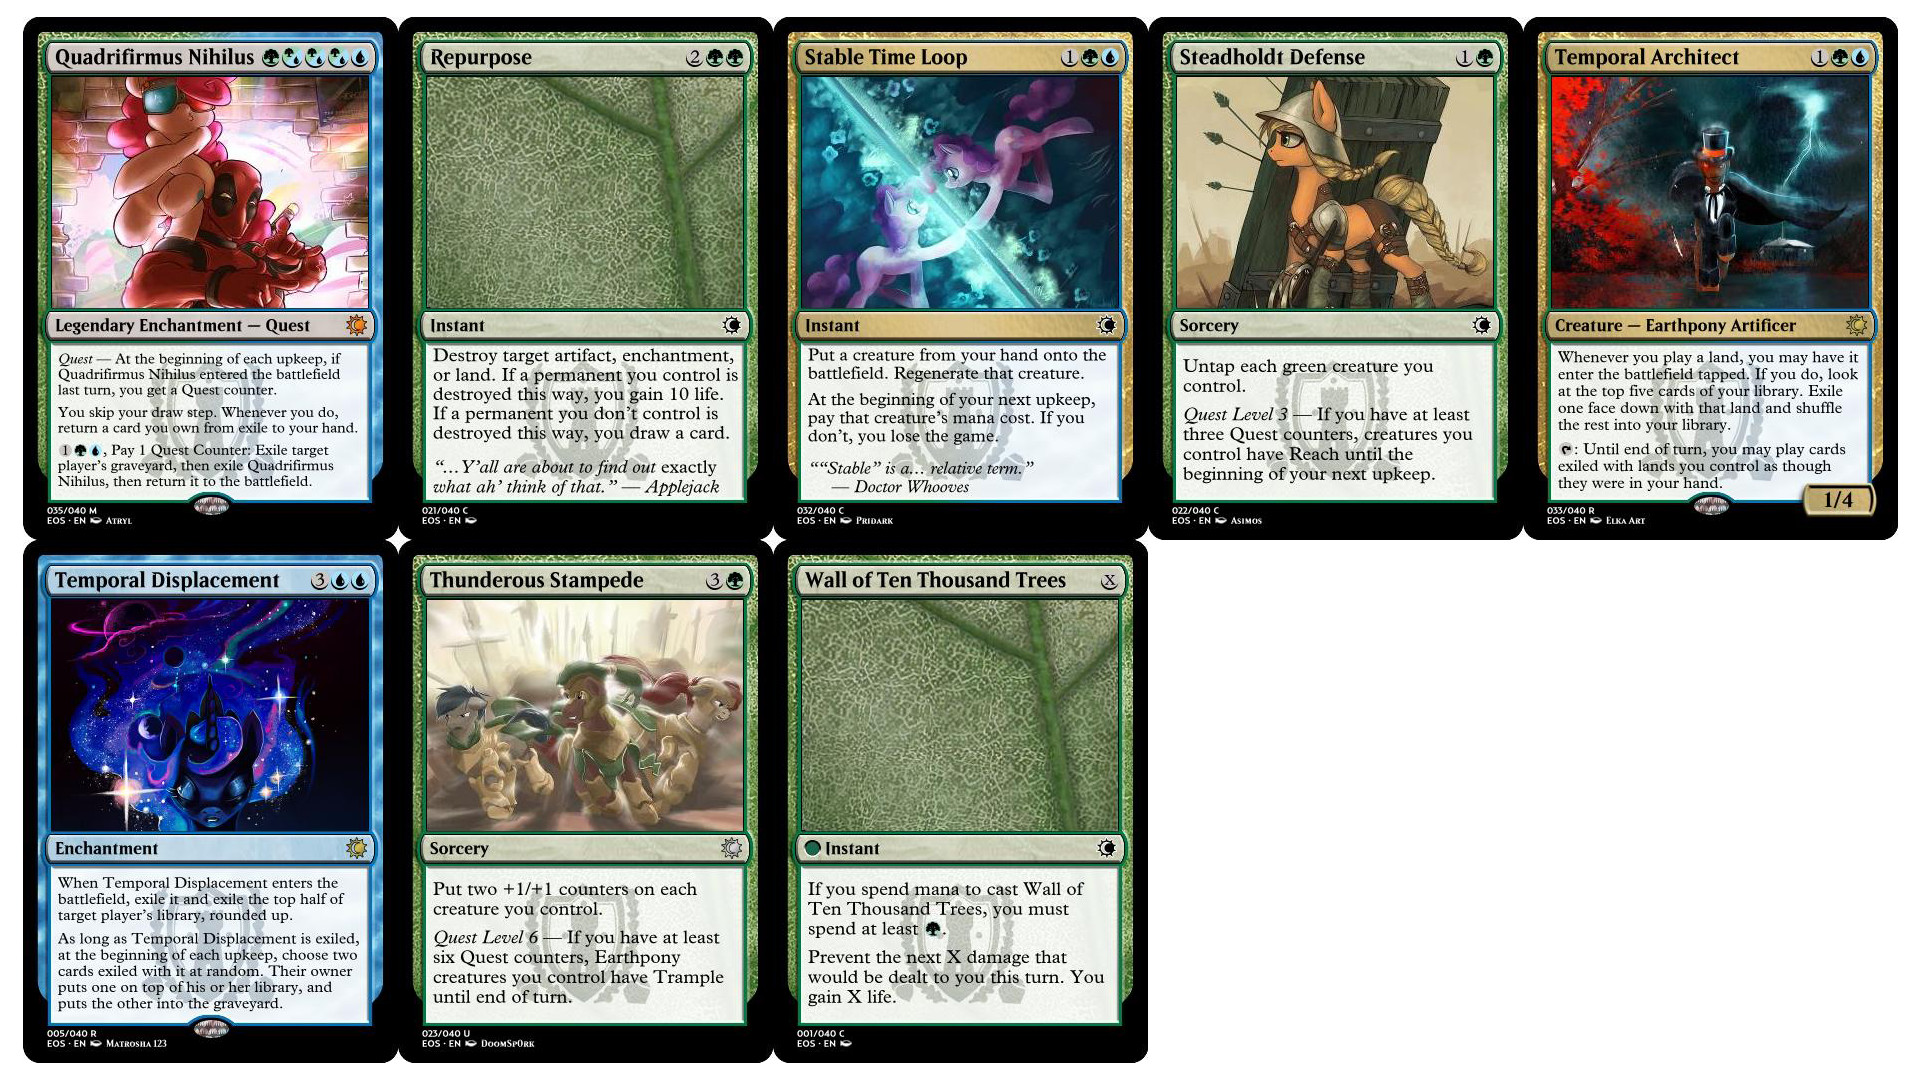 Quadrifirmus Nihilus
Legendary Enchantment — Quest
Quest — At the beginning of each upkeep, if
Quadrifirmus Nihilus entered the battlefield
last turn, you get a Quest counter.
You skip your draw step. Whenever you do,
return a card you own from exile to your hand.
1, Pay 1 Quest Counter: Exile target
player's graveyard, then exile Quadrifirmus
Nihilus, then return it to the battlefield.
035/040 M
EOS · EN Atryl
Repurpose 2
Instant
Destroy target artifact, enchantment,
or land. If a permanent you control is
destroyed this way, you gain 10 life.
If a permanent you don't control is
destroyed this way, you draw a card.
"…Y'all are about to find out exactly
what ah' think of that." — Applejack
021/040 C
EOS · EN
Stable Time Loop 1
Instant
Put a creature from your hand onto the
battlefield. Regenerate that creature.
At the beginning of your next upkeep,
pay that creature's mana cost. If you
don't, you lose the game.
""Stable" is a… relative term."
— Doctor Whooves
032/040 C
EOS · EN Pridark
Steadholdt Defense 1
Sorcery
Untap each green creature you
control.
Quest Level 3 — If you have at least
three Quest counters, creatures you
control have Reach until the
beginning of your next upkeep.
022/040 C
EOS · EN Asimos
Temporal Architect 1
Creature — Earthpony Artificer
Whenever you play a land, you may have it
enter the battlefield tapped. If you do, look
at the top five cards of your library. Exile
one face down with that land and shuffle
the rest into your library.
: Until end of turn, you may play cards
exiled with lands you control as though
they were in your hand.
1/4
033/040 R
EOS · EN Elka Art
Temporal Displacement 3
Enchantment
When Temporal Displacement enters the
battlefield, exile it and exile the top half of
target player's library, rounded up.
As long as Temporal Displacement is exiled,
at the beginning of each upkeep, choose two
cards exiled with it at random. Their owner
puts one on top of his or her library, and
puts the other into the graveyard.
005/040 R
EOS · EN Matrosha 123
Thunderous Stampede 3
Sorcery
Put two +1/+1 counters on each
creature you control.
Quest Level 6 — If you have at least
six Quest counters, Earthpony
creatures you control have Trample
until end of turn.
023/040 U
EOS · EN DoomSp0rk
Wall of Ten Thousand Trees X
Instant
If you spend mana to cast Wall of
Ten Thousand Trees, you must
spend at least .
Prevent the next X damage that
would be dealt to you this turn. You
gain X life.
001/040 C
EOS · EN